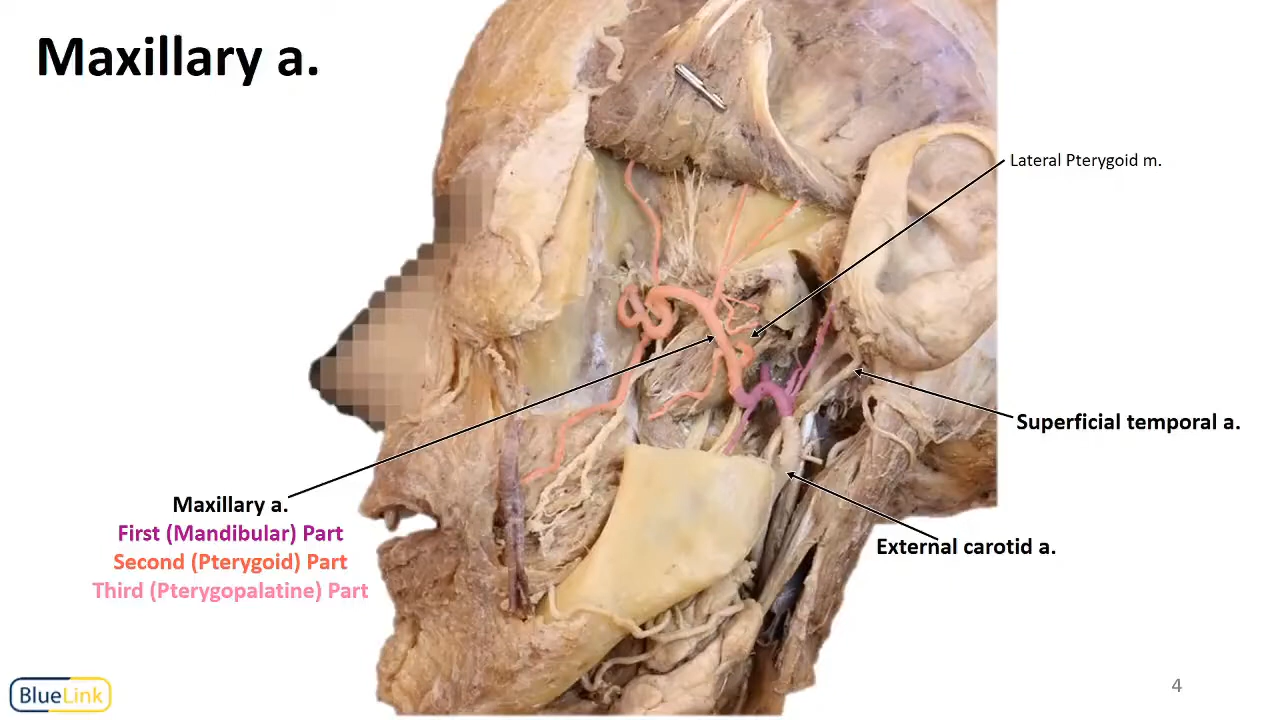 Maxillary a.
Lateral Pterygoid m.
Superficial temporal a.
Maxillary a.
First (Mandibular) Part
Second (Pterygoid) Part
Third (Pterygopalatine) Part
External carotid a.
BlueLink
4